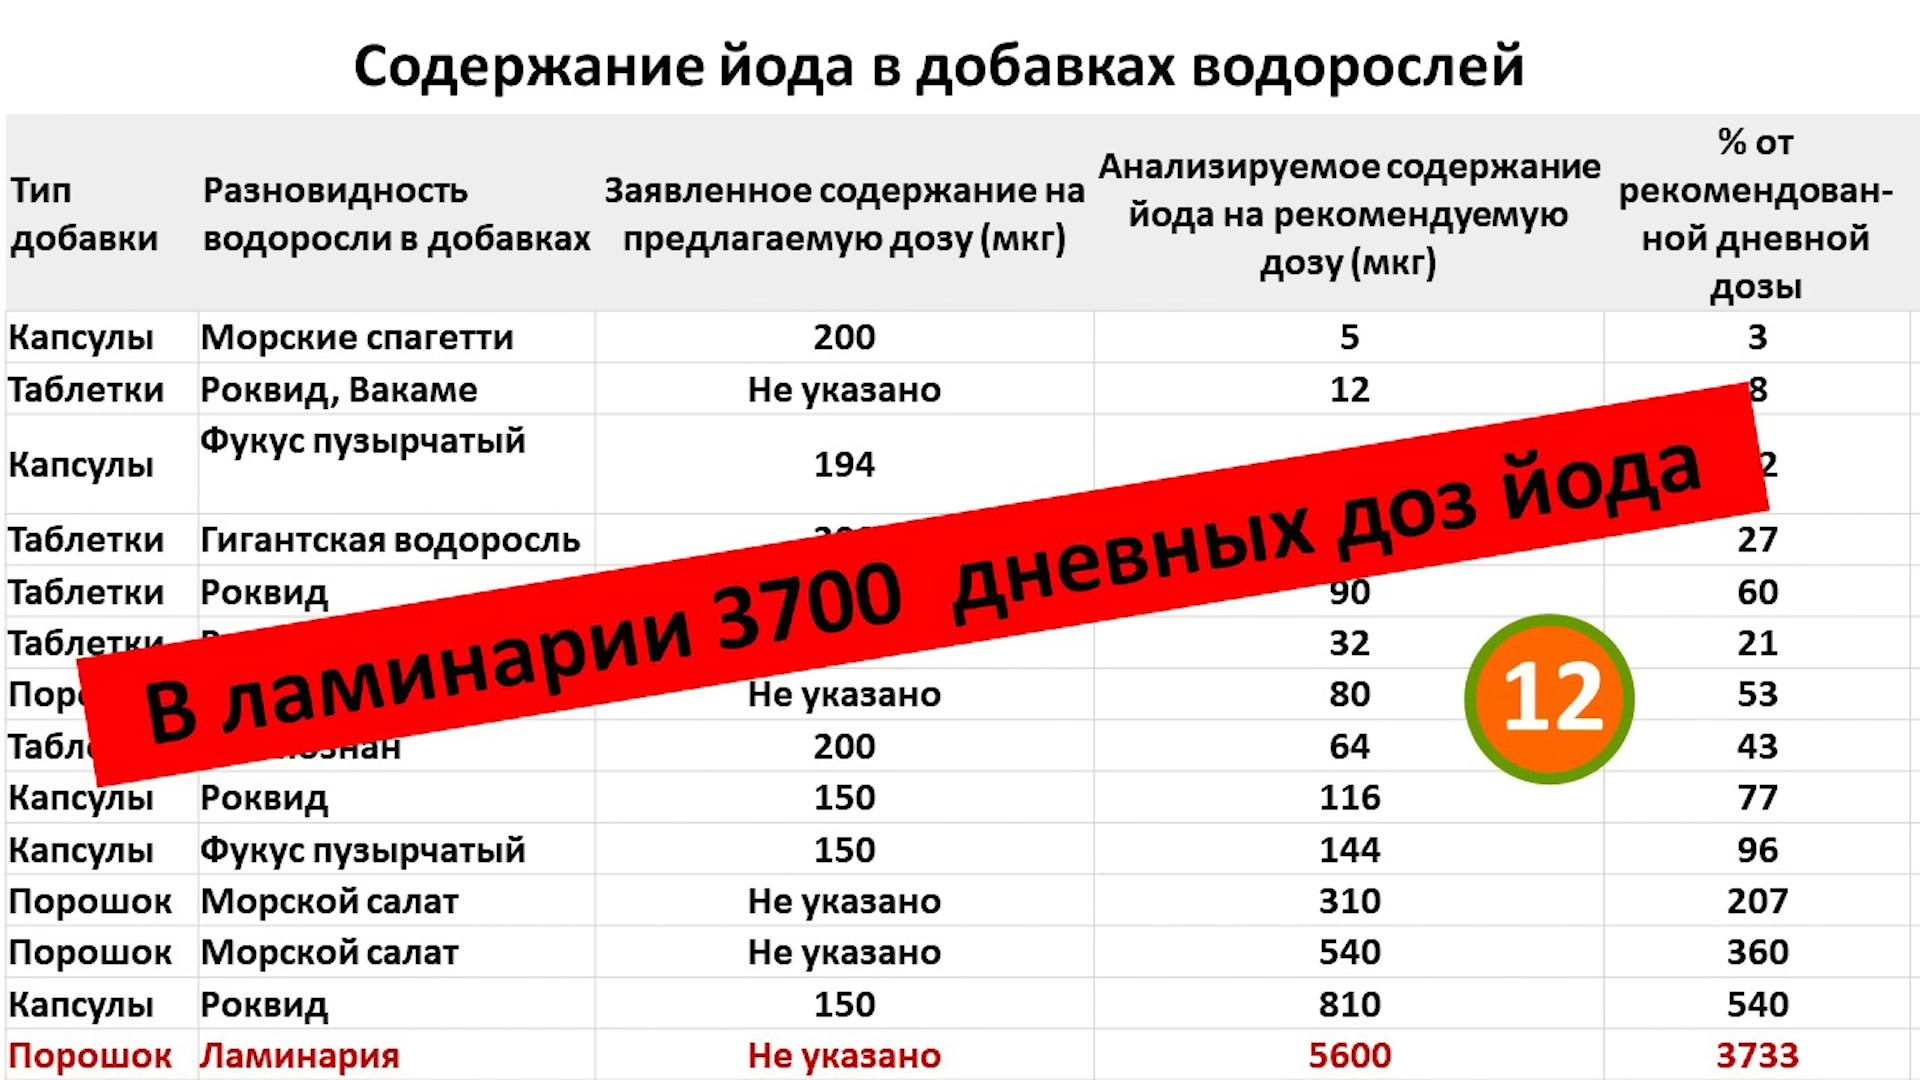 Содержание йода в добавках водорослей
Тип добавки
Разновидность водоросли в добавках
Заявленное содержание на предлагаемую дозу (мкг)
Анализируемое содержание йода на рекомендуемую дозу (мкг)
% от рекомендован-ной дневной дозы
Капсулы Морские спагетти 200 5 3
Таблетки Роквид, Вакаме Не указано 12 8
Капсулы Фукус пузырчатый 194
Таблетки Гигантская водоросль 27
Таблетки Роквид 90 60
Таблетки 32 21
Не указано 80 53
200 64 43
Капсулы Роквид 150 116 77
Капсулы Фукус пузырчатый 150 144 96
Порошок Морской салат Не указано 310 207
Порошок Морской салат Не указано 540 360
Капсулы Роквид 150 810 540
Порошок Ламинария Не указано 5600 3733
В ламинарии 3700 дневных доз йода
12